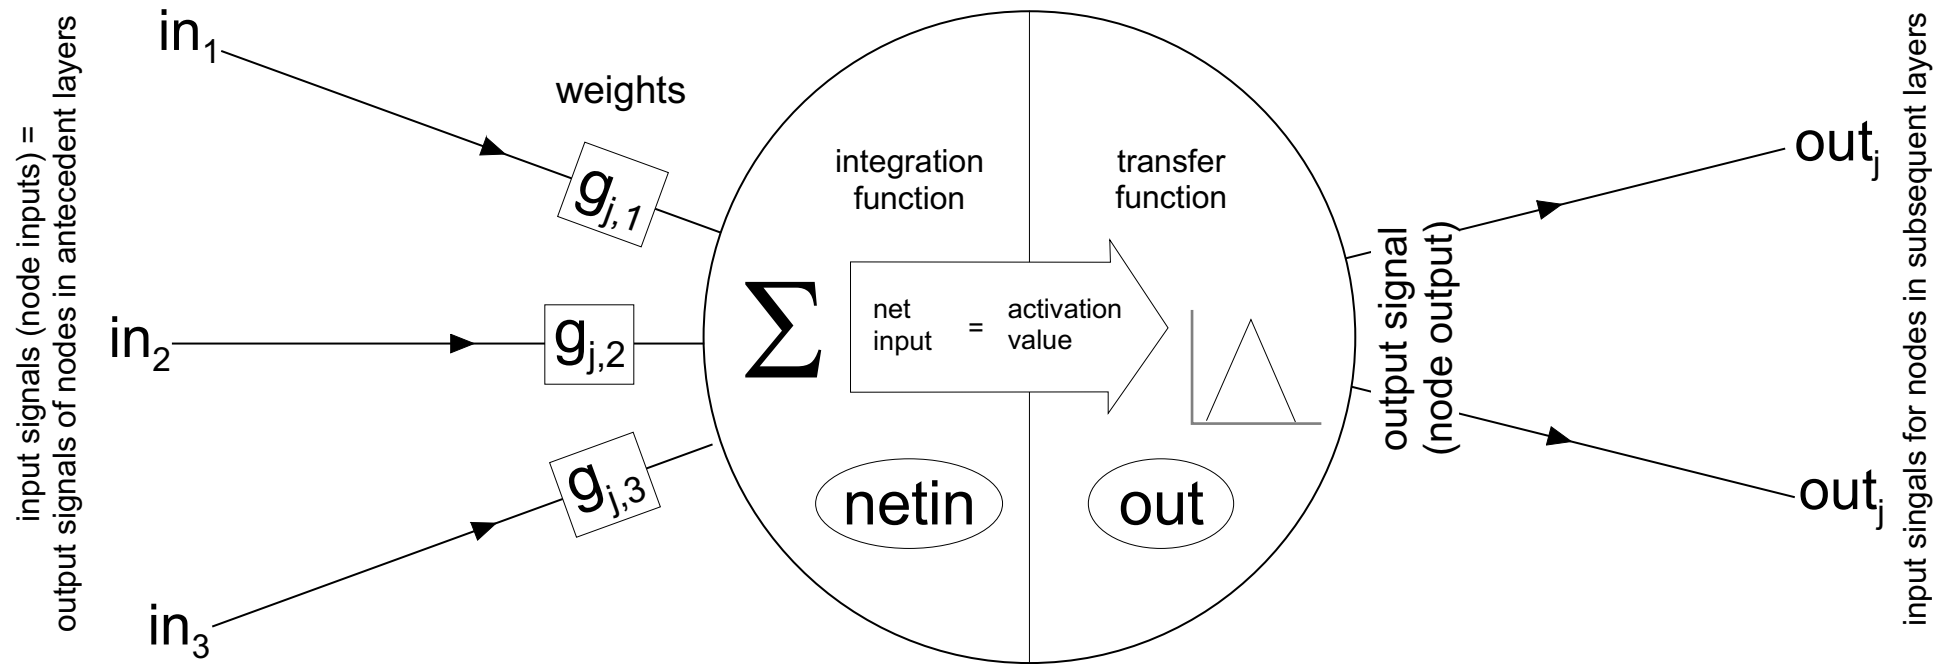 input signals (node inputs) =
output signals of nodes in antecedent layers
in1
in2
in3
weights
gj,1
gj,2
gj,3
integration
function
transfer
function
∑
net
input
=
activation
value
netin
out
output signal
(node output)
outj
outj
input singals for nodes in subsequent layers